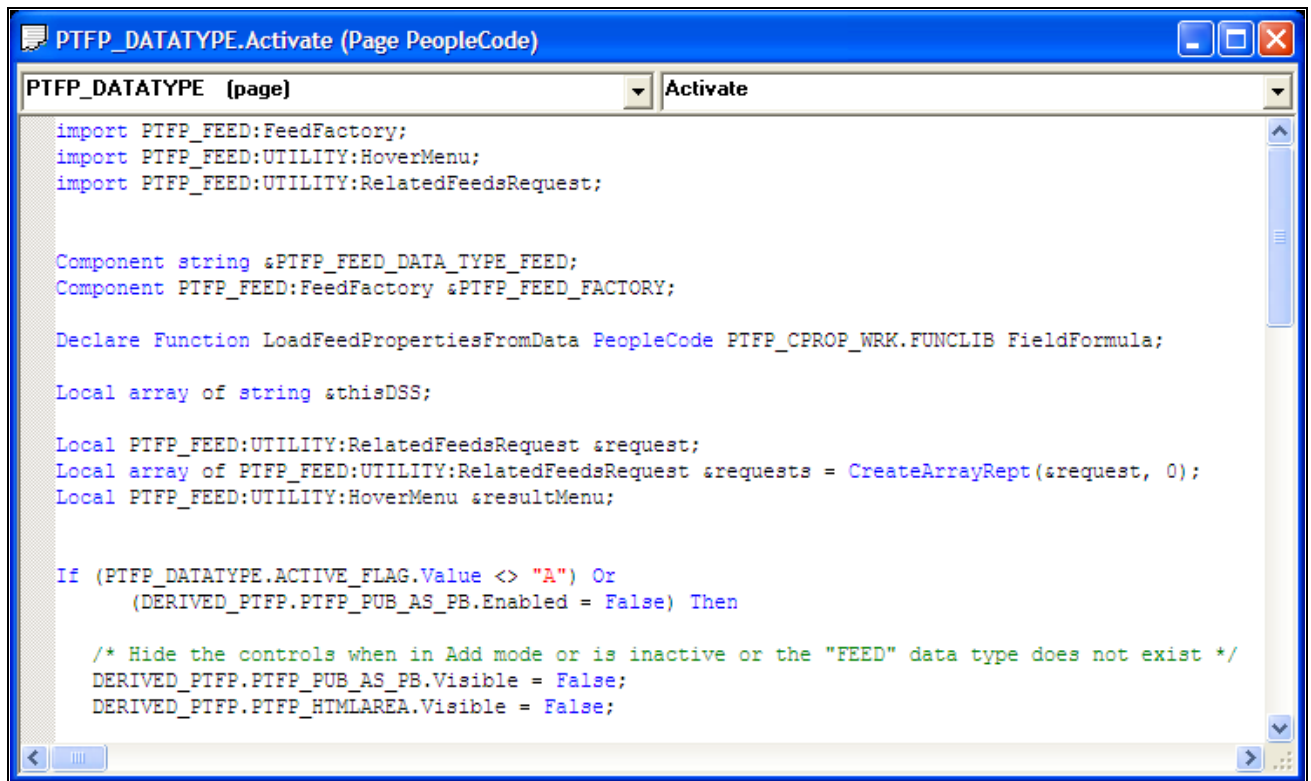 PTFP_DATATYPE.Activate (Page PeopleCode)
PTFP_DATATYPE (page) Activate
import PTFP_FEED:FeedFactory;
import PTFP_FEED:UTILITY:HoverMenu;
import PTFP_FEED:UTILITY:RelatedFeedsRequest;
Component string &PTFP_FEED_DATA_TYPE_FEED;
Component PTFP_FEED:FeedFactory &PTFP_FEED_FACTORY;
Declare Function LoadFeedPropertiesFromData PeopleCode PTFP_CPROP_WRK.FUNCLIB FieldFormula;
Local array of string &thisDSS;
Local PTFP_FEED:UTILITY:RelatedFeedsRequest &request;
Local array of PTFP_FEED:UTILITY:RelatedFeedsRequest &requests = CreateArrayRept(&request, 0);
Local PTFP_FEED:UTILITY:HoverMenu &resultMenu;
If (PTFP_DATATYPE.ACTIVE_FLAG.Value <> "A") Or
(DERIVED_PTFP.PTFP_PUB_AS_PB.Enabled = False) Then
/* Hide the controls when in Add mode or is inactive or the "FEED" data type does not exist */
DERIVED_PTFP.PTFP_PUB_AS_PB.Visible = False;
DERIVED_PTFP.PTFP_HTMLAREA.Visible = False;